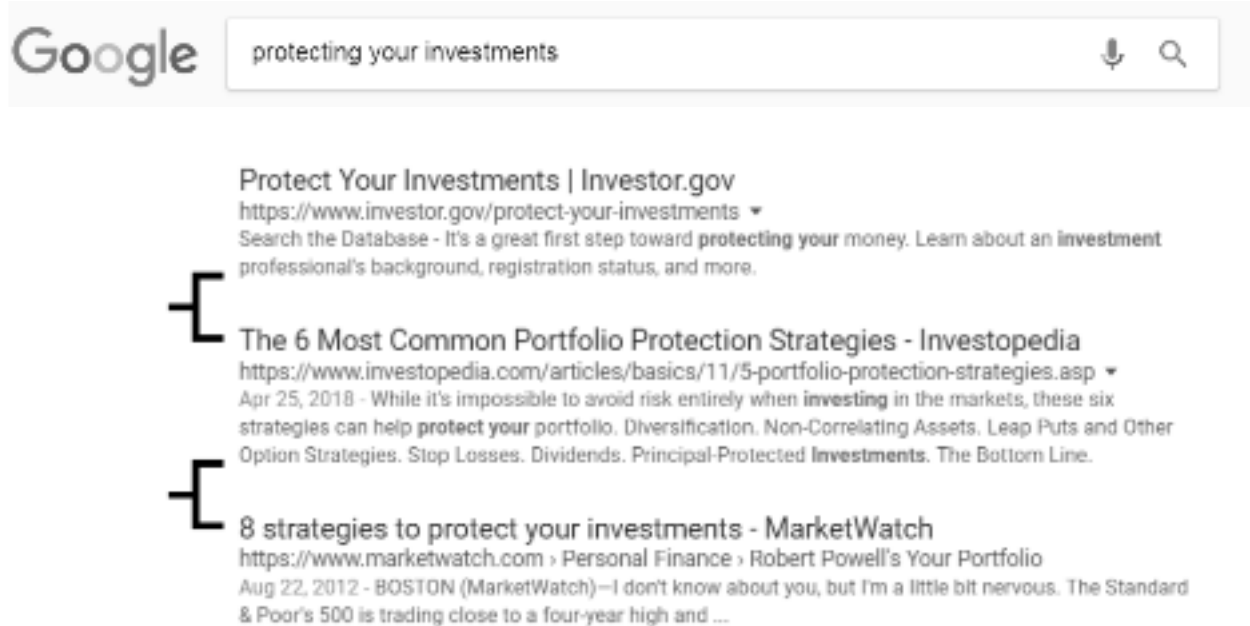 Google
protecting your investments
Protect Your Investments | Investor.gov
https://www.investor.gov/protect-your-investments
Search the Database - It's a great first step toward protecting your money. Learn about an investment
professional's background, registration status, and more.
The 6 Most Common Portfolio Protection Strategies - Investopedia
https://www.investopedia.com/articles/basics/11/5-portfolio-protection-strategies.asp
Apr 25, 2018 - While it's impossible to avoid risk entirely when investing in the markets, these six
strategies can help protect your portfolio. Diversification. Non-Correlating Assets. Leap Puts and Other
Option Strategies. Stop Losses. Dividends. Principal-Protected Investments. The Bottom Line.
8 strategies to protect your investments - MarketWatch
https://www.marketwatch.com › Personal Finance › Robert Powell's Your Portfolio
Aug 22, 2012 - BOSTON (MarketWatch)—I don't know about you, but I'm a little bit nervous. The Standard
& Poor's 500 is trading close to a four-year high and ...